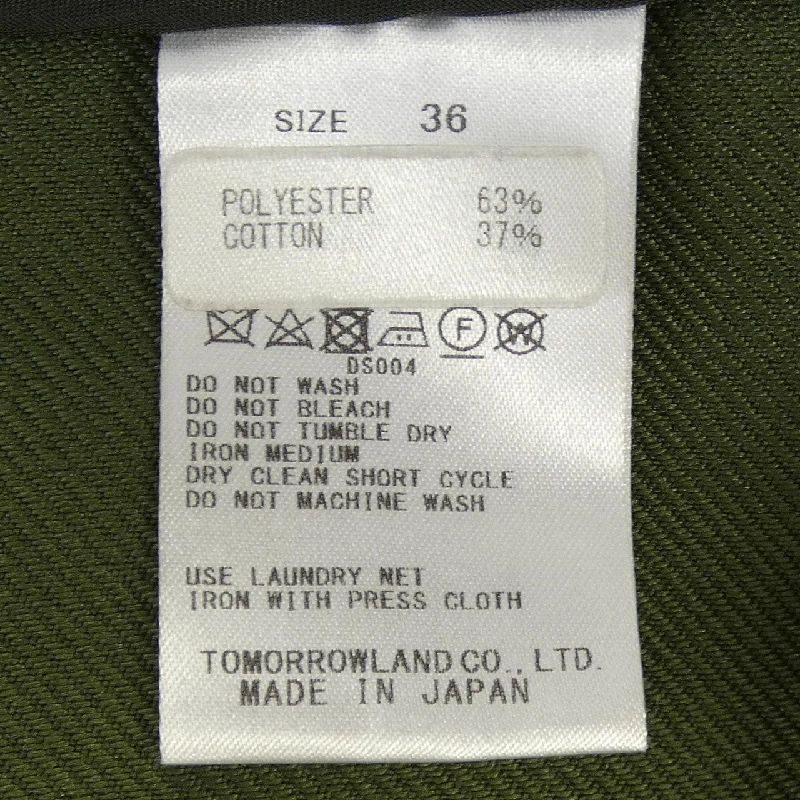 SIZE 36
POLYESTER 63%
COTTON 37%
F W
DS004
DO NOT WASH
DO NOT BLEACH
DO NOT TUMBLE DRY
IRON MEDIUM
DRY CLEAN SHORT CYCLE
DO NOT MACHINE WASH
USE LAUNDRY NET
IRON WITH PRESS CLOTH
TOMORROWLAND CO., LTD.
MADE IN JAPAN